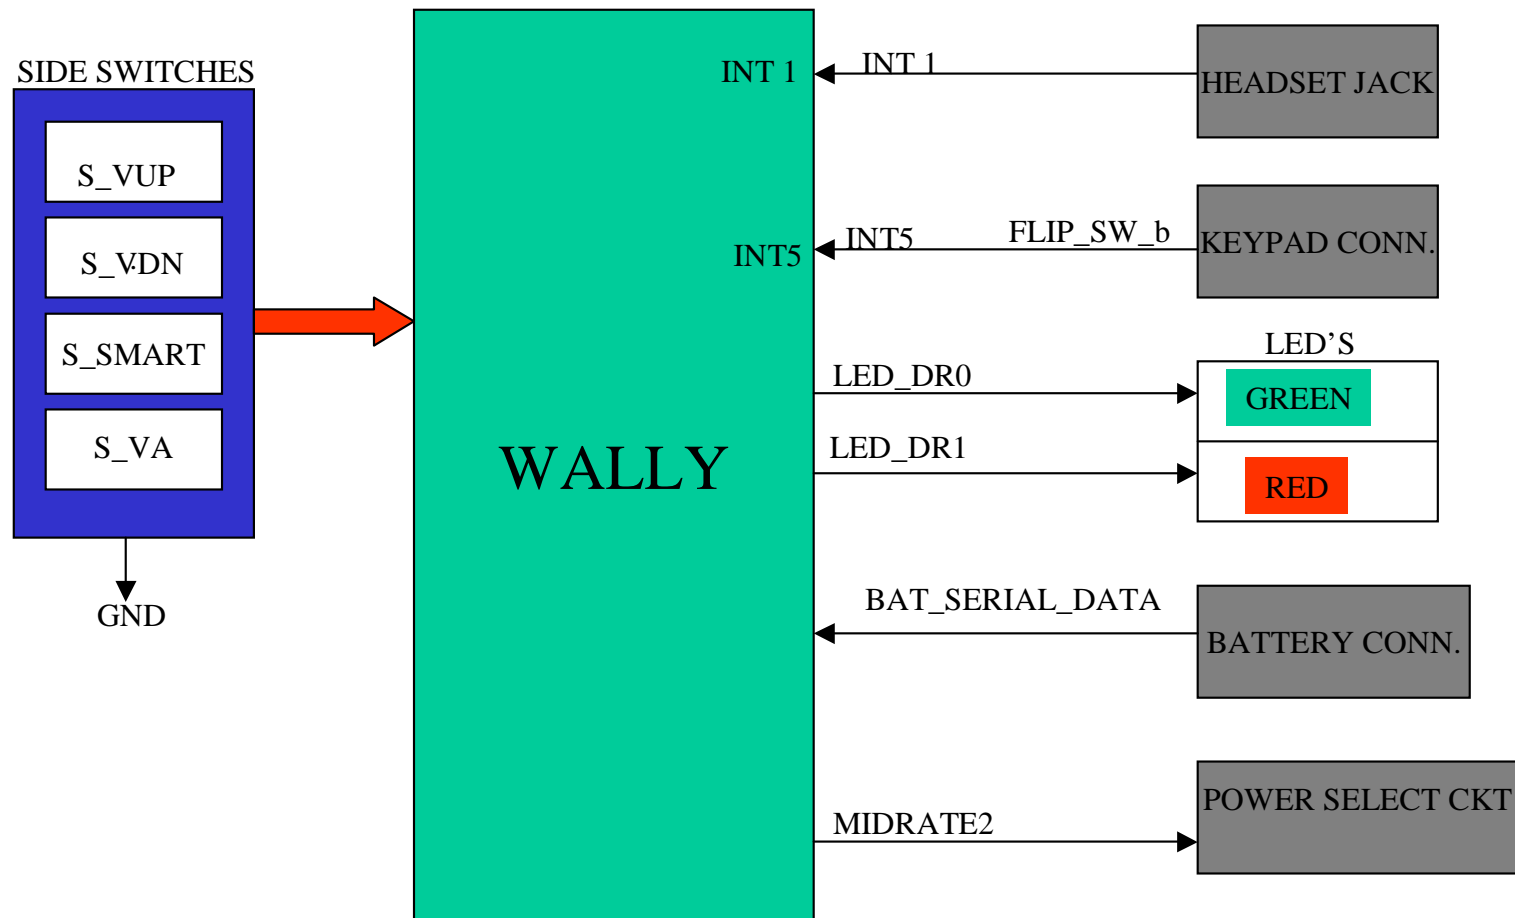 SIDE SWITCHES
S_VUP
S_VDN
S_SMART
S_VA
GND
WALLY
INT 1
INT 1
HEADSET JACK
INT5
INT5
FLIP_SW_b
KEYPAD CONN.
LED'S
LED_DR0
GREEN
LED_DR1
RED
BAT_SERIAL_DATA
BATTERY CONN.
MIDRATE2
POWER SELECT CKT